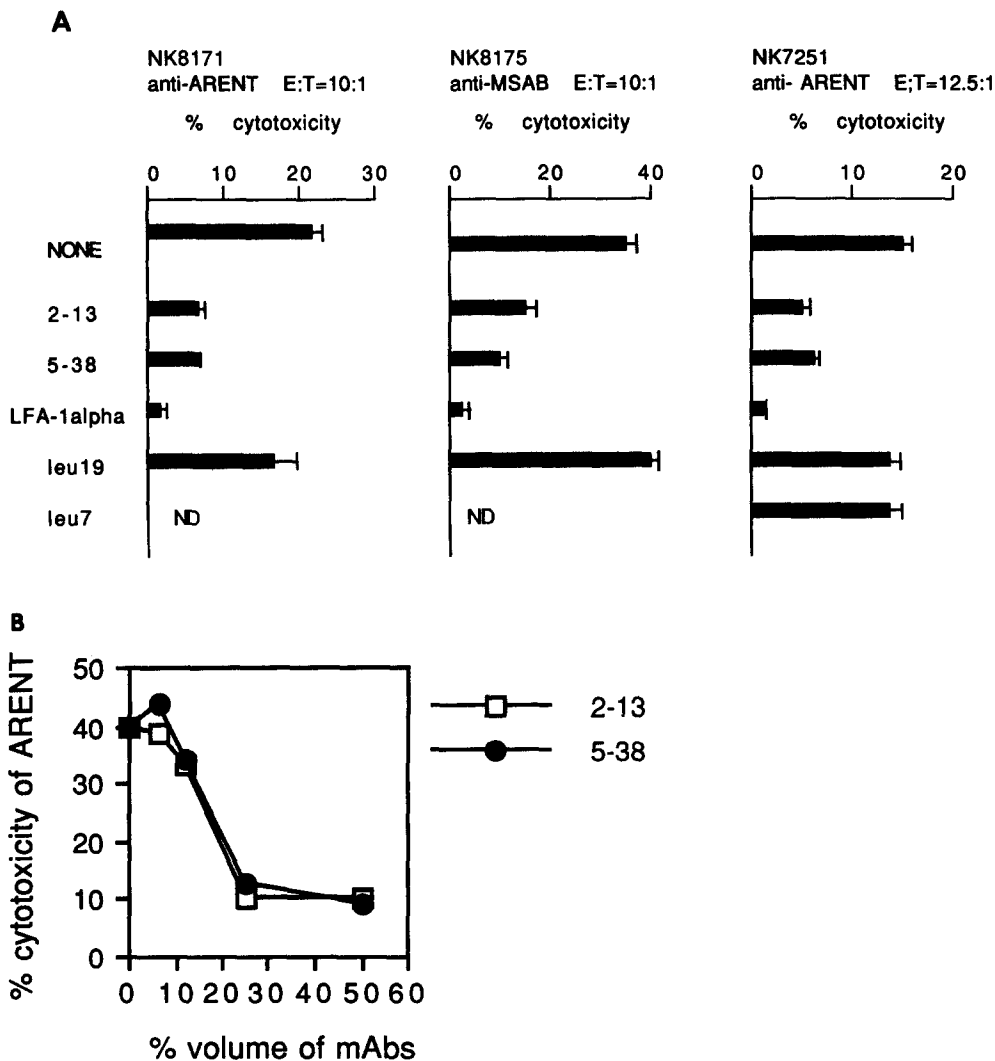 A
NK8171
anti-ARENT E:T=10:1
% cytotoxicity
0 10 20 30
NK8175
anti-MSAB E:T=10:1
% cytotoxicity
0 20 40
NK7251
anti- ARENT E;T=12.5:1
% cytotoxicity
0 10 20
NONE
2-13
5-38
LFA-1alpha
leu19
leu7
ND
ND
B
% cytotoxicity of ARENT
50
40
30
20
10
0
0 10 20 30 40 50 60
% volume of mAbs
2-13
5-38